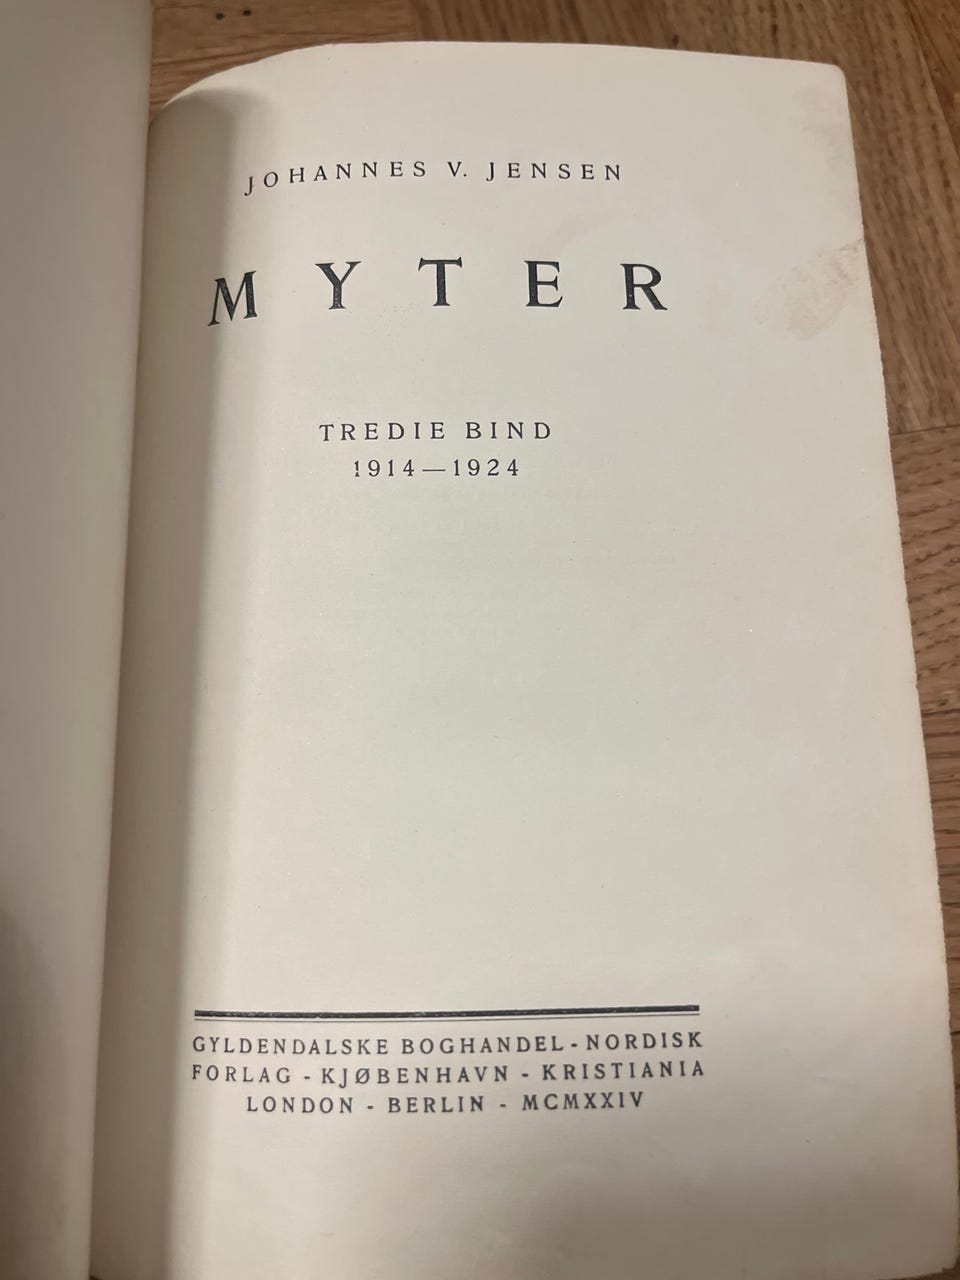 JOHANNES V. JENSEN
MYTER
TREDIE BIND
1914—1924
GYLDENDALSKE BOGHANDEL - NORDISK
FORLAG - KJØBENHAVN - KRISTIANIA
LONDON - BERLIN - MCMXXIV